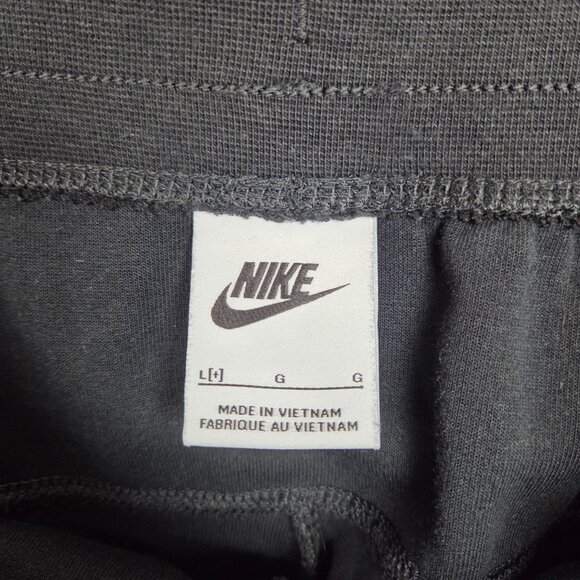 NIKE
L[+] G G
MADE IN VIETNAM
FABRIQUE AU VIETNAM